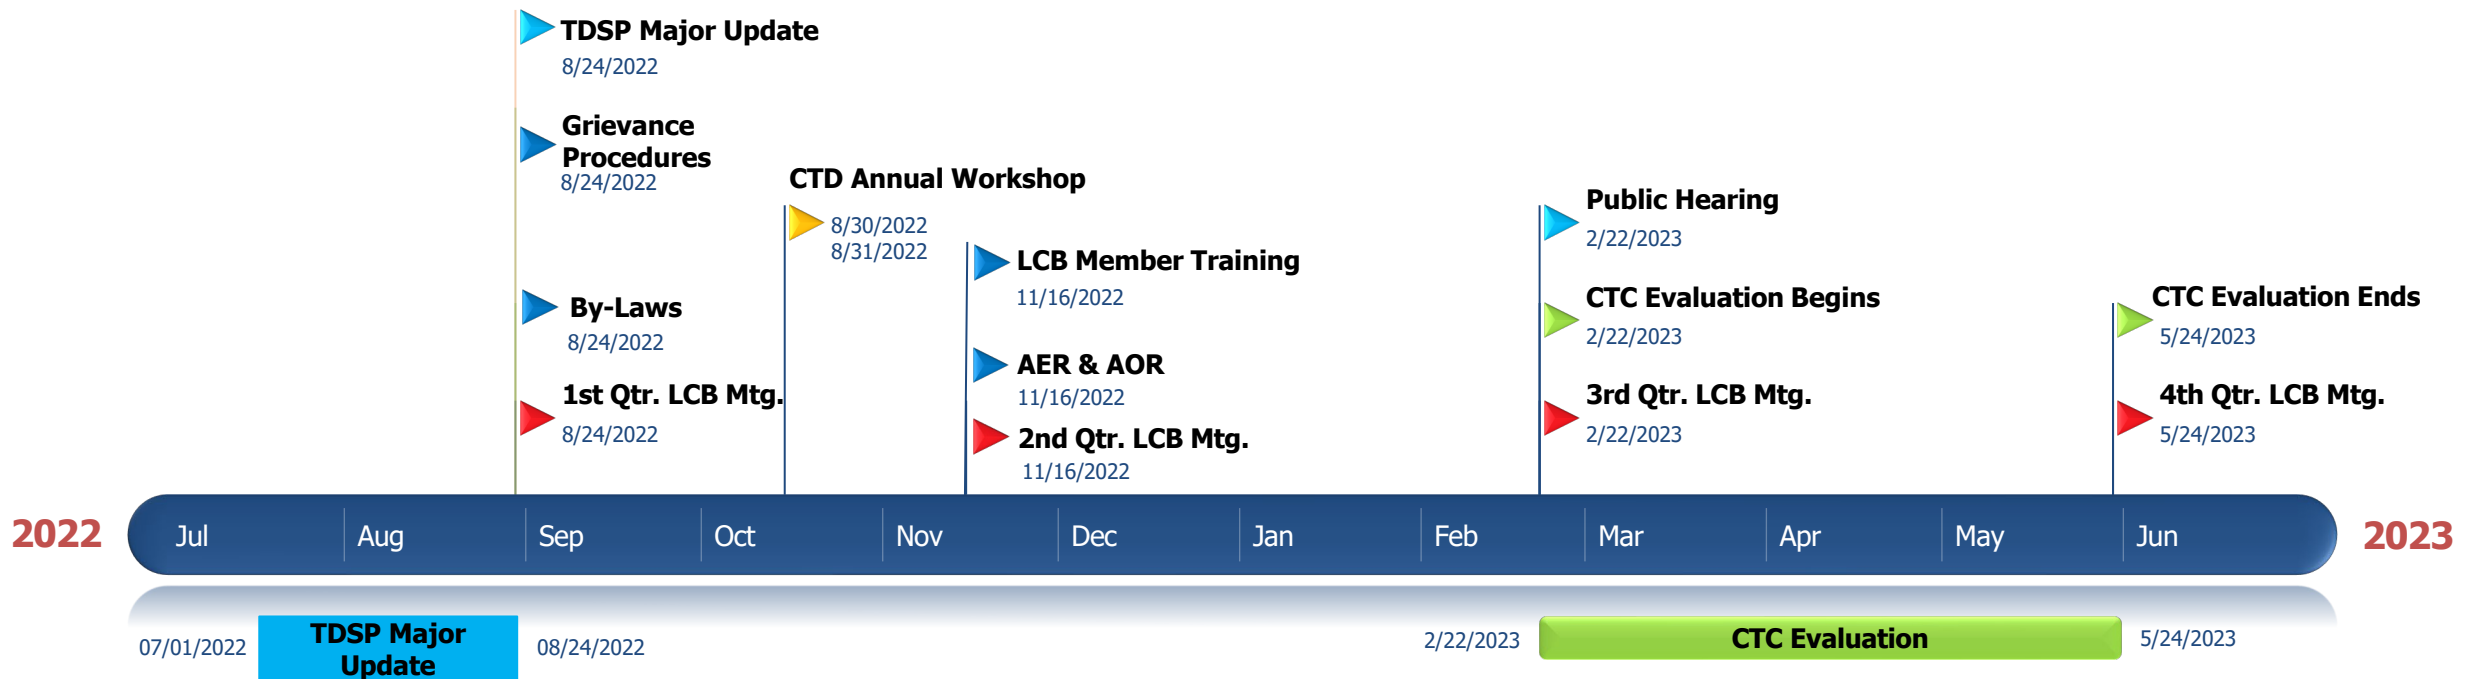 TDSP Major Update
8/24/2022
Grievance
Procedures
8/24/2022
By-Laws
8/24/2022
1st Qtr. LCB Mtg.
8/24/2022
CTD Annual Workshop
8/30/2022
8/31/2022
LCB Member Training
11/16/2022
AER & AOR
11/16/2022
2nd Qtr. LCB Mtg.
11/16/2022
Public Hearing
2/22/2023
CTC Evaluation Begins
2/22/2023
3rd Qtr. LCB Mtg.
2/22/2023
CTC Evaluation Ends
5/24/2023
4th Qtr. LCB Mtg.
5/24/2023
2022 Jul Aug Sep Oct Nov Dec Jan Feb Mar Apr May Jun 2023
07/01/2022
TDSP Major
Update
08/24/2022
2/22/2023
CTC Evaluation
5/24/2023